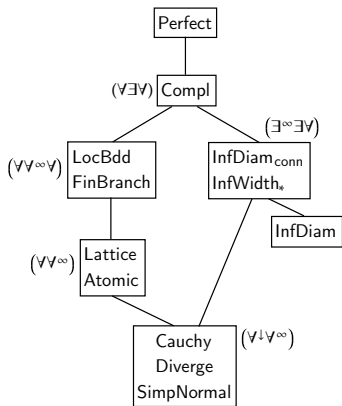 Perfect
(∀∃∀) Compl
(∃∞∃∀)
(∀∀∞∀) LocBdd
FinBranch
InfDiam_conn
InfWidth_*
InfDiam
(∀∀∞) Lattice
Atomic
Cauchy
Diverge
SimpNormal
(∀↓∀∞)